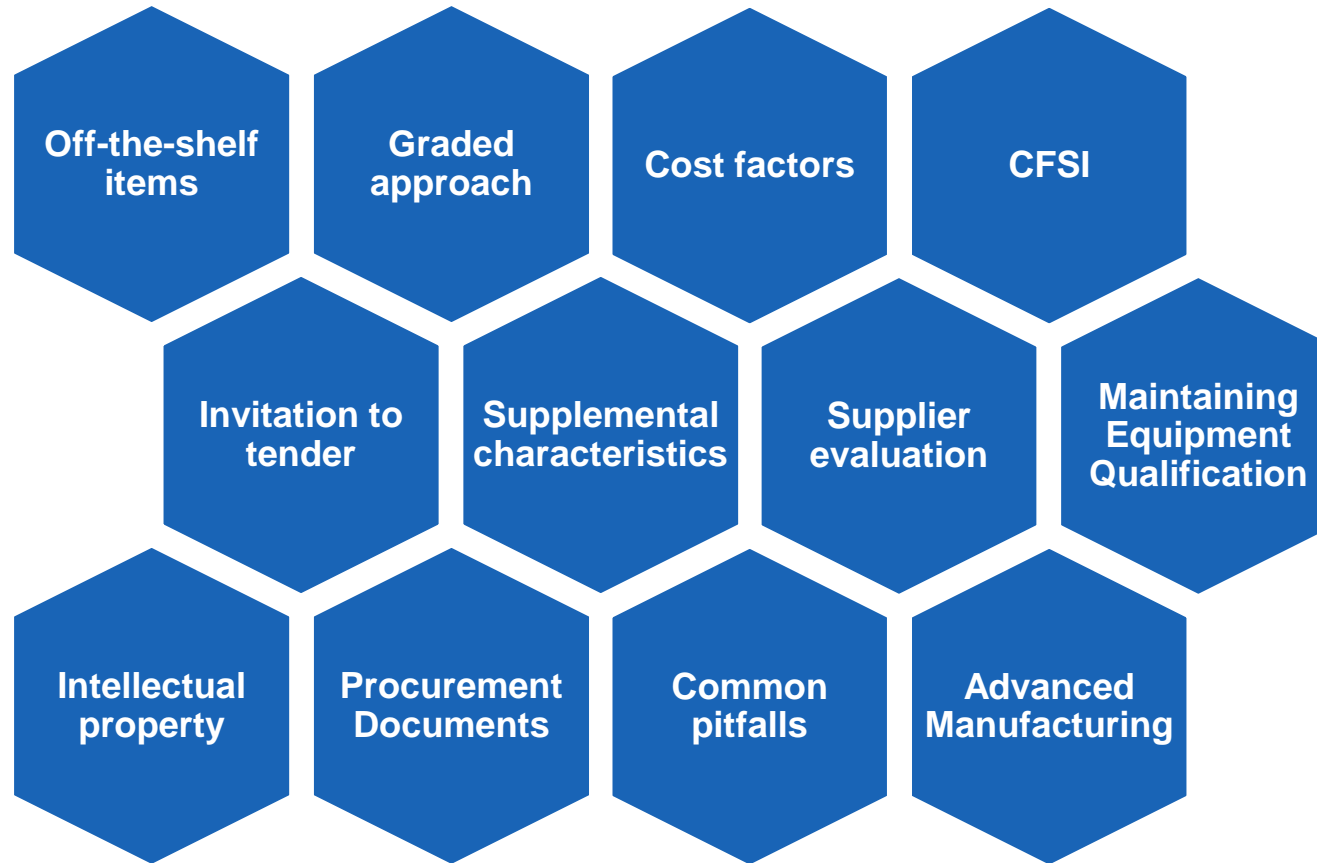 Off-the-shelf
items
Graded
approach
Cost factors
CFSI
Invitation to
tender
Supplemental
characteristics
Supplier
evaluation
Maintaining
Equipment
Qualification
Intellectual
property
Procurement
Documents
Common
pitfalls
Advanced
Manufacturing